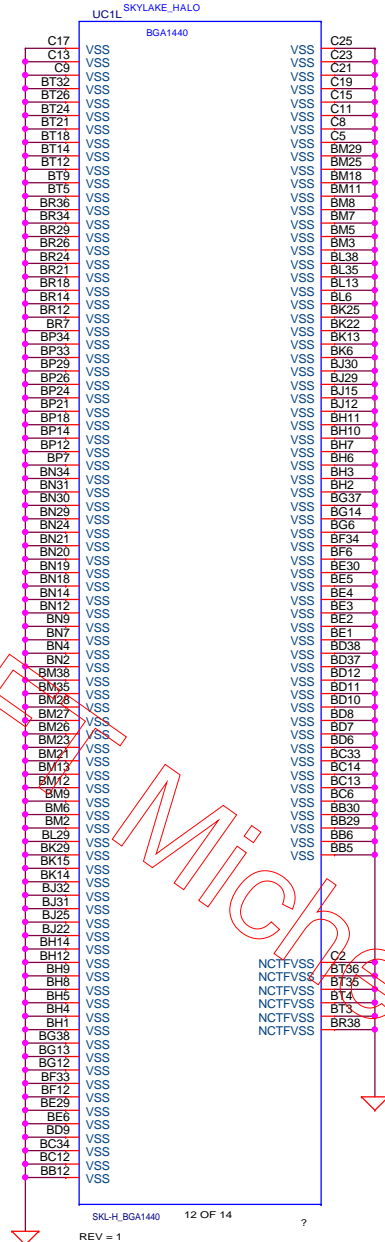 UC1L SKYLAKE_HALO
BGA1440
C17 VSS VSS C25
C13 VSS VSS C23
C9 VSS VSS C21
BT32 VSS VSS C19
BT26 VSS VSS C15
BT24 VSS VSS C11
BT21 VSS VSS C8
BT18 VSS VSS C5
BT14 VSS VSS BM29
BT12 VSS VSS BM25
BT9 VSS VSS BM18
BT5 VSS VSS BM11
BR36 VSS VSS BM8
BR34 VSS VSS BM7
BR29 VSS VSS BM5
BR26 VSS VSS BM3
BR24 VSS VSS BL38
BR21 VSS VSS BL35
BR18 VSS VSS BL13
BR14 VSS VSS BL6
BR12 VSS VSS BK25
BR7 VSS VSS BK22
BP34 VSS VSS BK13
BP33 VSS VSS BK6
BP29 VSS VSS BJ30
BP26 VSS VSS BJ29
BP24 VSS VSS BJ15
BP21 VSS VSS BJ12
BP18 VSS VSS BH11
BP14 VSS VSS BH10
BP12 VSS VSS BH7
BP7 VSS VSS BH6
BN34 VSS VSS BH3
BN31 VSS VSS BH2
BN30 VSS VSS BG37
BN29 VSS VSS BG14
BN24 VSS VSS BG6
BN21 VSS VSS BF34
BN20 VSS VSS BF6
BN19 VSS VSS BE30
BN18 VSS VSS BE5
BN14 VSS VSS BE4
BN12 VSS VSS BE3
BN9 VSS VSS BE2
BN7 VSS VSS BE1
BN4 VSS VSS BD38
BN2 VSS VSS BD37
BM38 VSS VSS BD12
BM35 VSS VSS BD11
BM28 VSS VSS BD10
BM27 VSS VSS BD8
BM26 VSS VSS BD7
BM23 VSS VSS BD6
BM21 VSS VSS BC33
BM13 VSS VSS BC14
BM12 VSS VSS BC13
BM9 VSS VSS BC6
BM6 VSS VSS BB30
BM2 VSS VSS BB29
BL29 VSS VSS BB6
BK29 VSS VSS BB5
BK15 VSS
BK14 VSS
BJ32 VSS
BJ31 VSS
BJ25 VSS
BJ22 VSS
BH14 VSS
BH12 VSS NCTFVSS C2
BH9 VSS NCTFVSS BT36
BH8 VSS NCTFVSS BT35
BH5 VSS NCTFVSS BT4
BH4 VSS NCTFVSS BT3
BH1 VSS NCTFVSS BR38
BG38 VSS
BG13 VSS
BG12 VSS
BF33 VSS
BF12 VSS
BE29 VSS
BE6 VSS
BD9 VSS
BC34 VSS
BC12 VSS
BB12 VSS
SKL-H_BGA1440 12 OF 14 ?
REV = 1